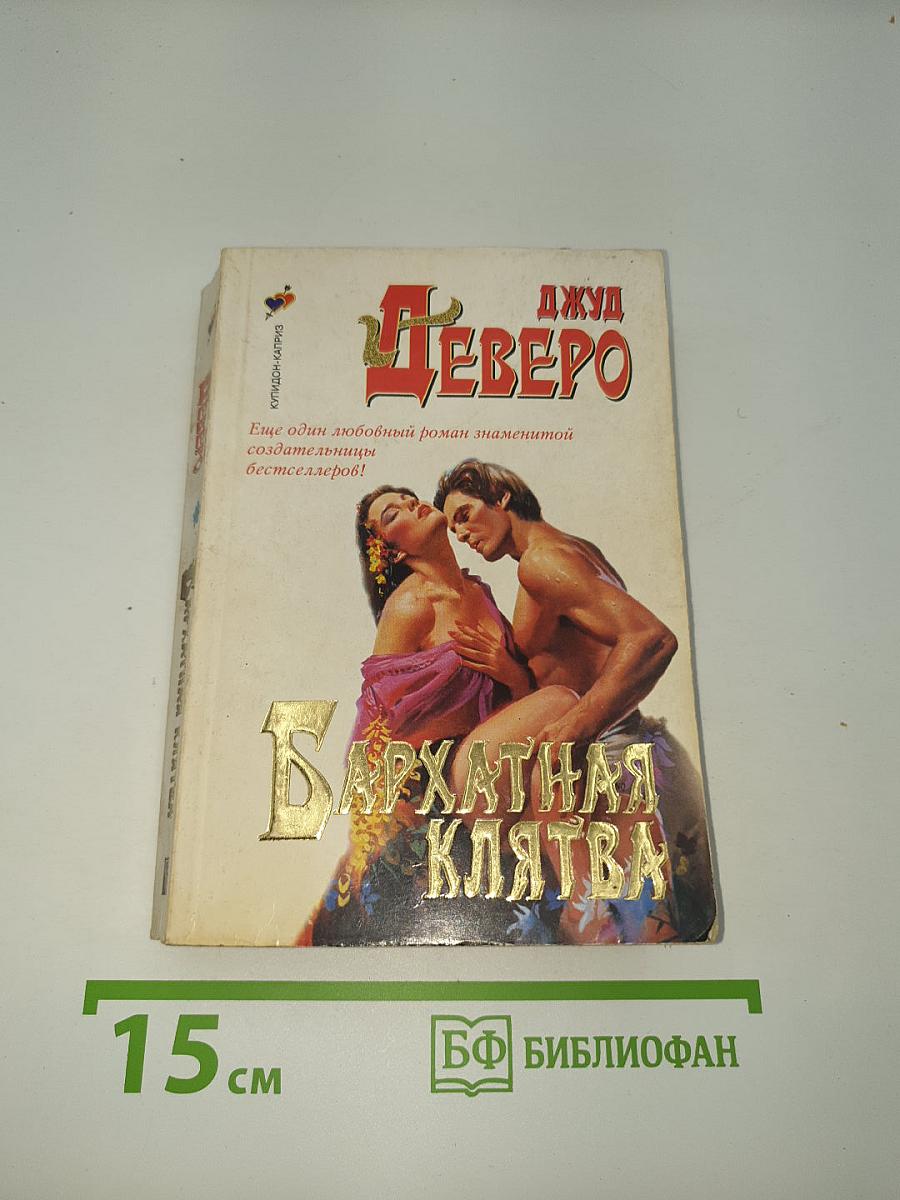 ДЖУД
ДЕВЕРО
КУПИДОН-КАПРИЗ
Еще один любовный роман знаменитой
создательницы
бестселлеров!
БАРХАТНАЯ
КЛЯТВА
15 см
БФ БИБЛИОФАН